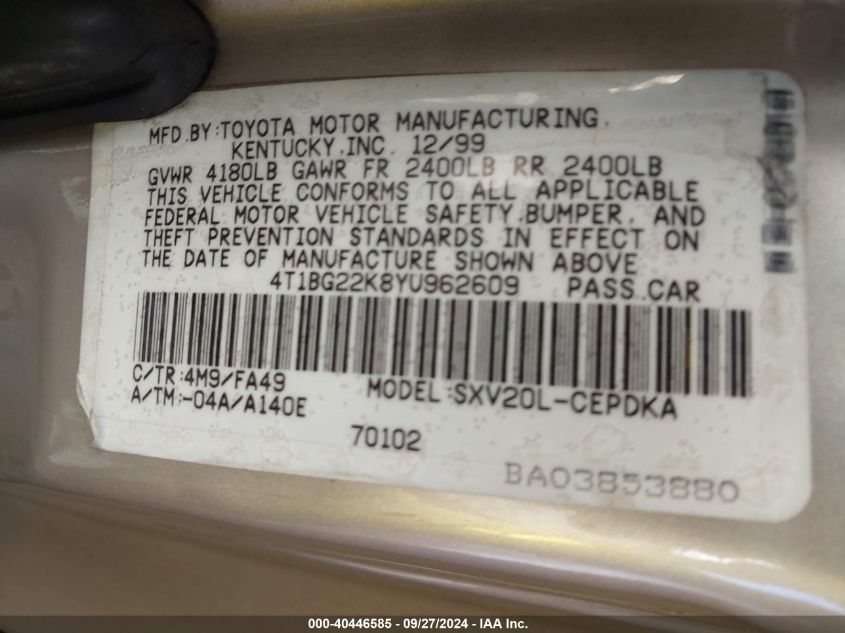 MFD.BY:TOYOTA MOTOR MANUFACTURING.
KENTUCKY.INC. 12/99
GVWR 4180LB GAWR FR 2400LB RR 2400LB
THIS VEHICLE CONFORMS TO ALL APPLICABLE
FEDERAL MOTOR VEHICLE SAFETY.BUMPER. AND
THEFT PREVENTION STANDARDS IN EFFECT ON
THE DATE OF MANUFACTURE SHOWN ABOVE
4T1BG22K8YU962609 PASS.CAR
C/TR:4M9/FA49 MODEL:SXV20L-CEPDKA
A/TM:-04A/A140E
70102
BA03853880
000-40446585 - 09/27/2024 - IAA Inc.